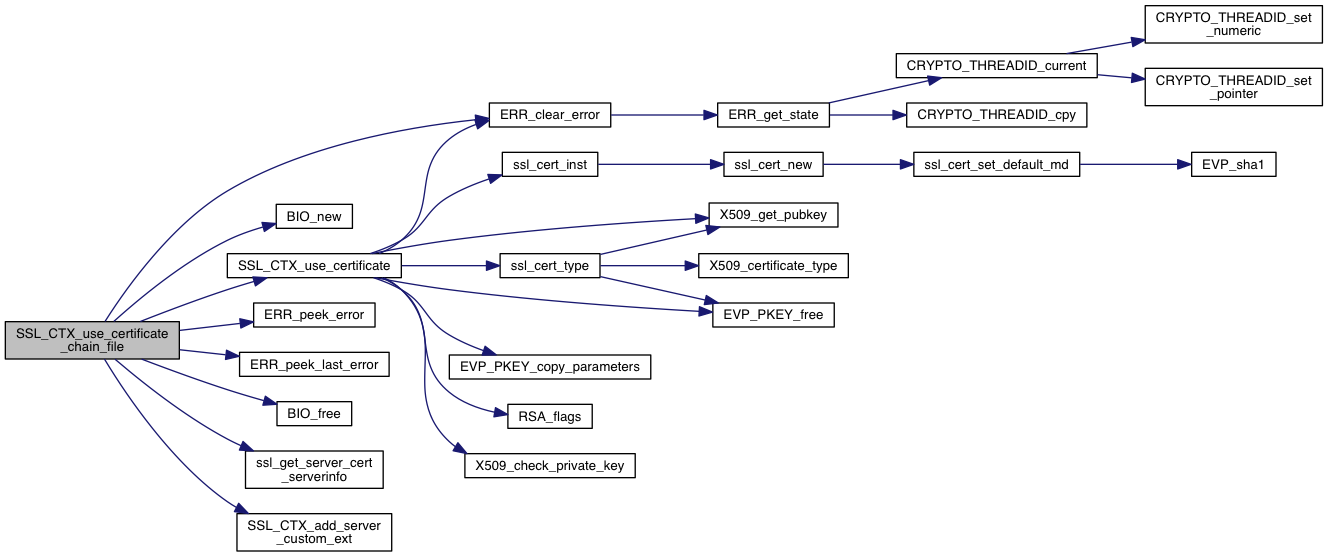 SSL_CTX_use_certificate
_chain_file
ERR_clear_error
BIO_new
SSL_CTX_use_certificate
ERR_peek_error
ERR_peek_last_error
BIO_free
ssl_get_server_cert
_serverinfo
SSL_CTX_add_server
_custom_ext
ssl_cert_inst
ssl_cert_type
EVP_PKEY_copy_parameters
RSA_flags
X509_check_private_key
ERR_get_state
ssl_cert_new
X509_get_pubkey
X509_certificate_type
EVP_PKEY_free
CRYPTO_THREADID_current
CRYPTO_THREADID_cpy
ssl_cert_set_default_md
CRYPTO_THREADID_set
_numeric
CRYPTO_THREADID_set
_pointer
EVP_sha1